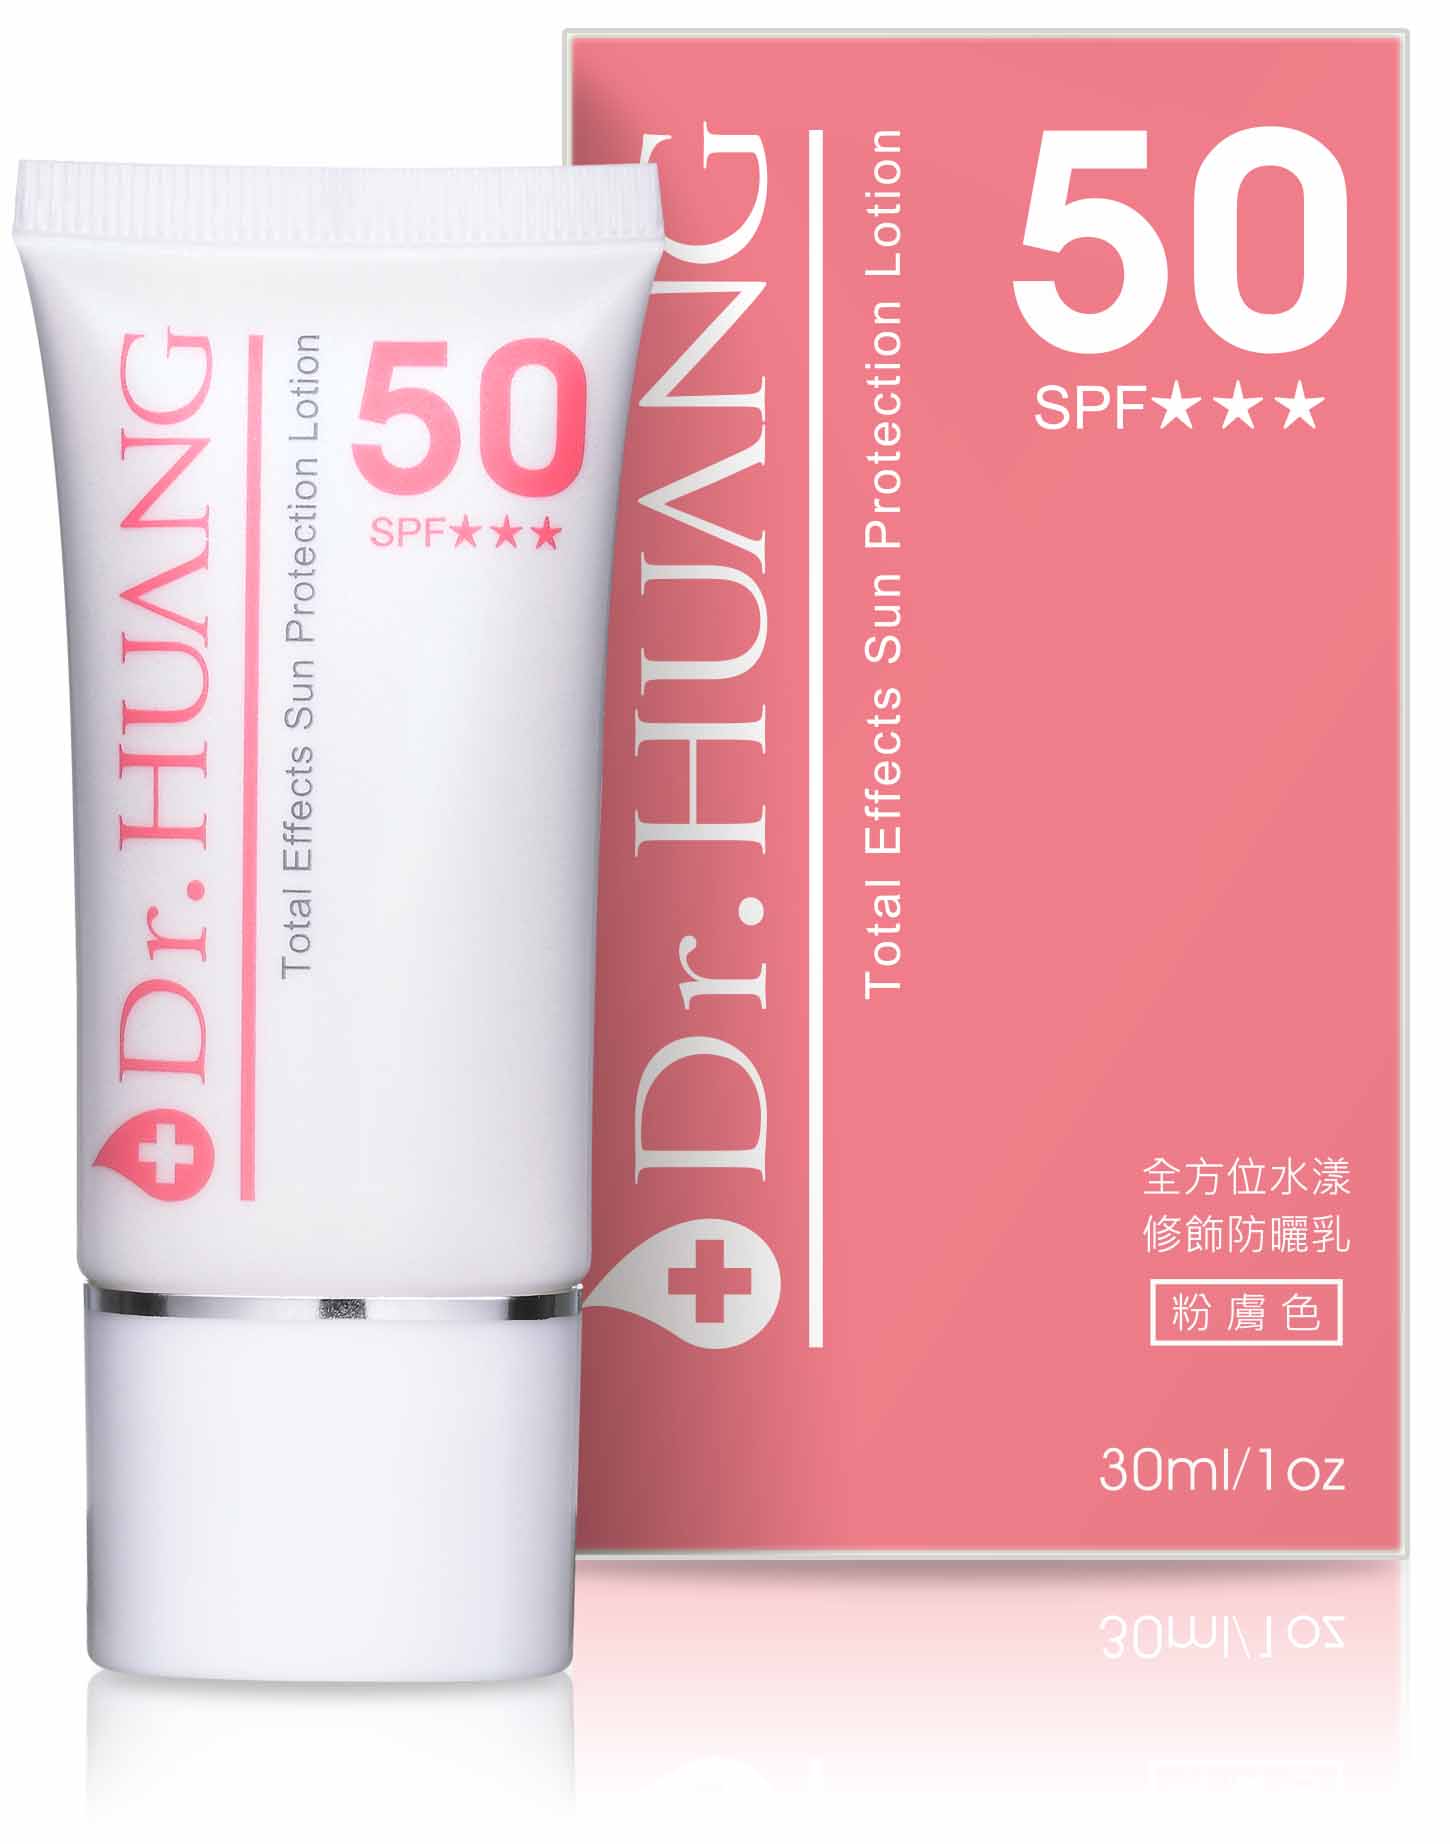 Dr. HUANG
Total Effects Sun Protection Lotion
50
SPF★★★
Dr. HUANG
Total Effects Sun Protection Lotion
50
SPF★★★
全方位水漾
修飾防曬乳
粉膚色
30ml/1oz